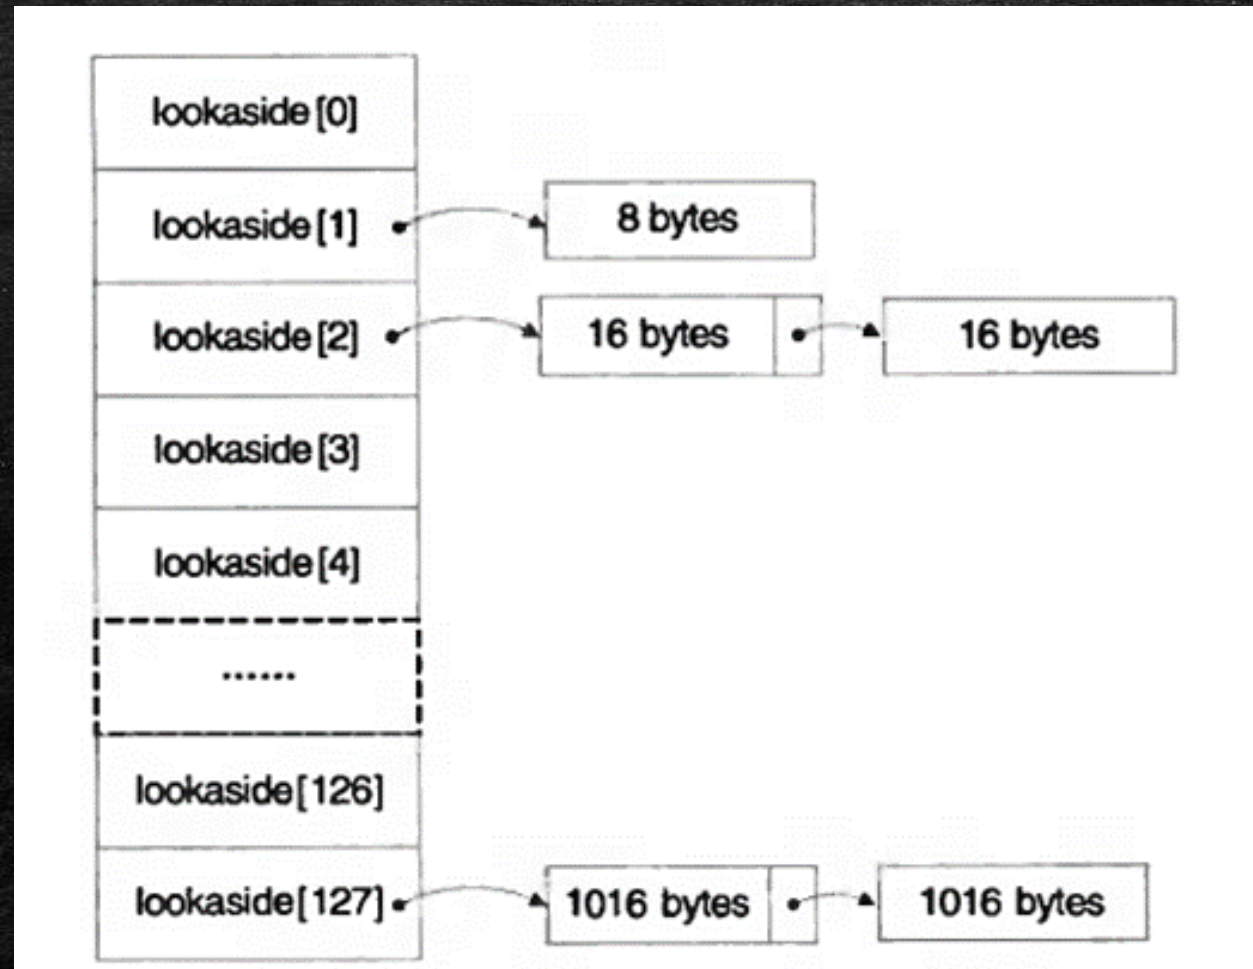 lookaside[0]
lookaside[1]
8 bytes
lookaside[2]
16 bytes
16 bytes
lookaside[3]
lookaside[4]
......
lookaside[126]
lookaside[127]
1016 bytes
1016 bytes